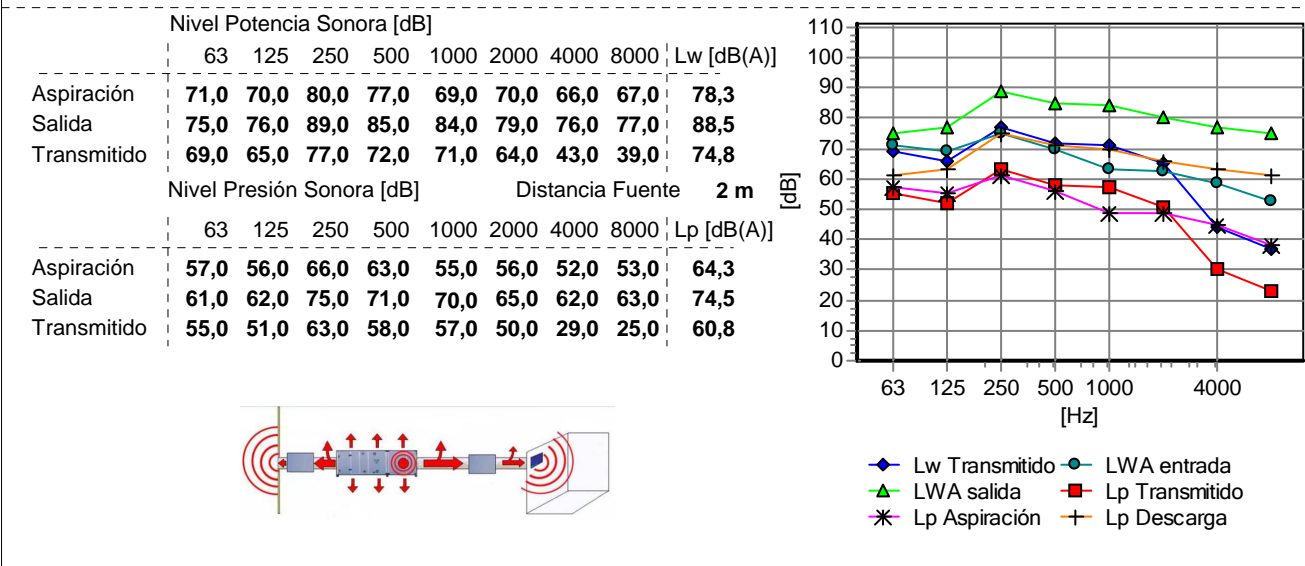 Nivel Potencia Sonora [dB]
63 125 250 500 1000 2000 4000 8000 Lw [dB(A)]
Aspiración 71,0 70,0 80,0 77,0 69,0 70,0 66,0 67,0 78,3
Salida 75,0 76,0 89,0 85,0 84,0 79,0 76,0 77,0 88,5
Transmitido 69,0 65,0 77,0 72,0 71,0 64,0 43,0 39,0 74,8
Nivel Presión Sonora [dB] Distancia Fuente 2 m
63 125 250 500 1000 2000 4000 8000 Lp [dB(A)]
Aspiración 57,0 56,0 66,0 63,0 55,0 56,0 52,0 53,0 64,3
Salida 61,0 62,0 75,0 71,0 70,0 65,0 62,0 63,0 74,5
Transmitido 55,0 51,0 63,0 58,0 57,0 50,0 29,0 25,0 60,8
110
100
90
80
70
60
50
40
30
20
10
0
[dB]
63 125 250 500 1000 4000
[Hz]
Lw Transmitido LWA entrada
LWA salida Lp Transmitido
Lp Aspiración Lp Descarga